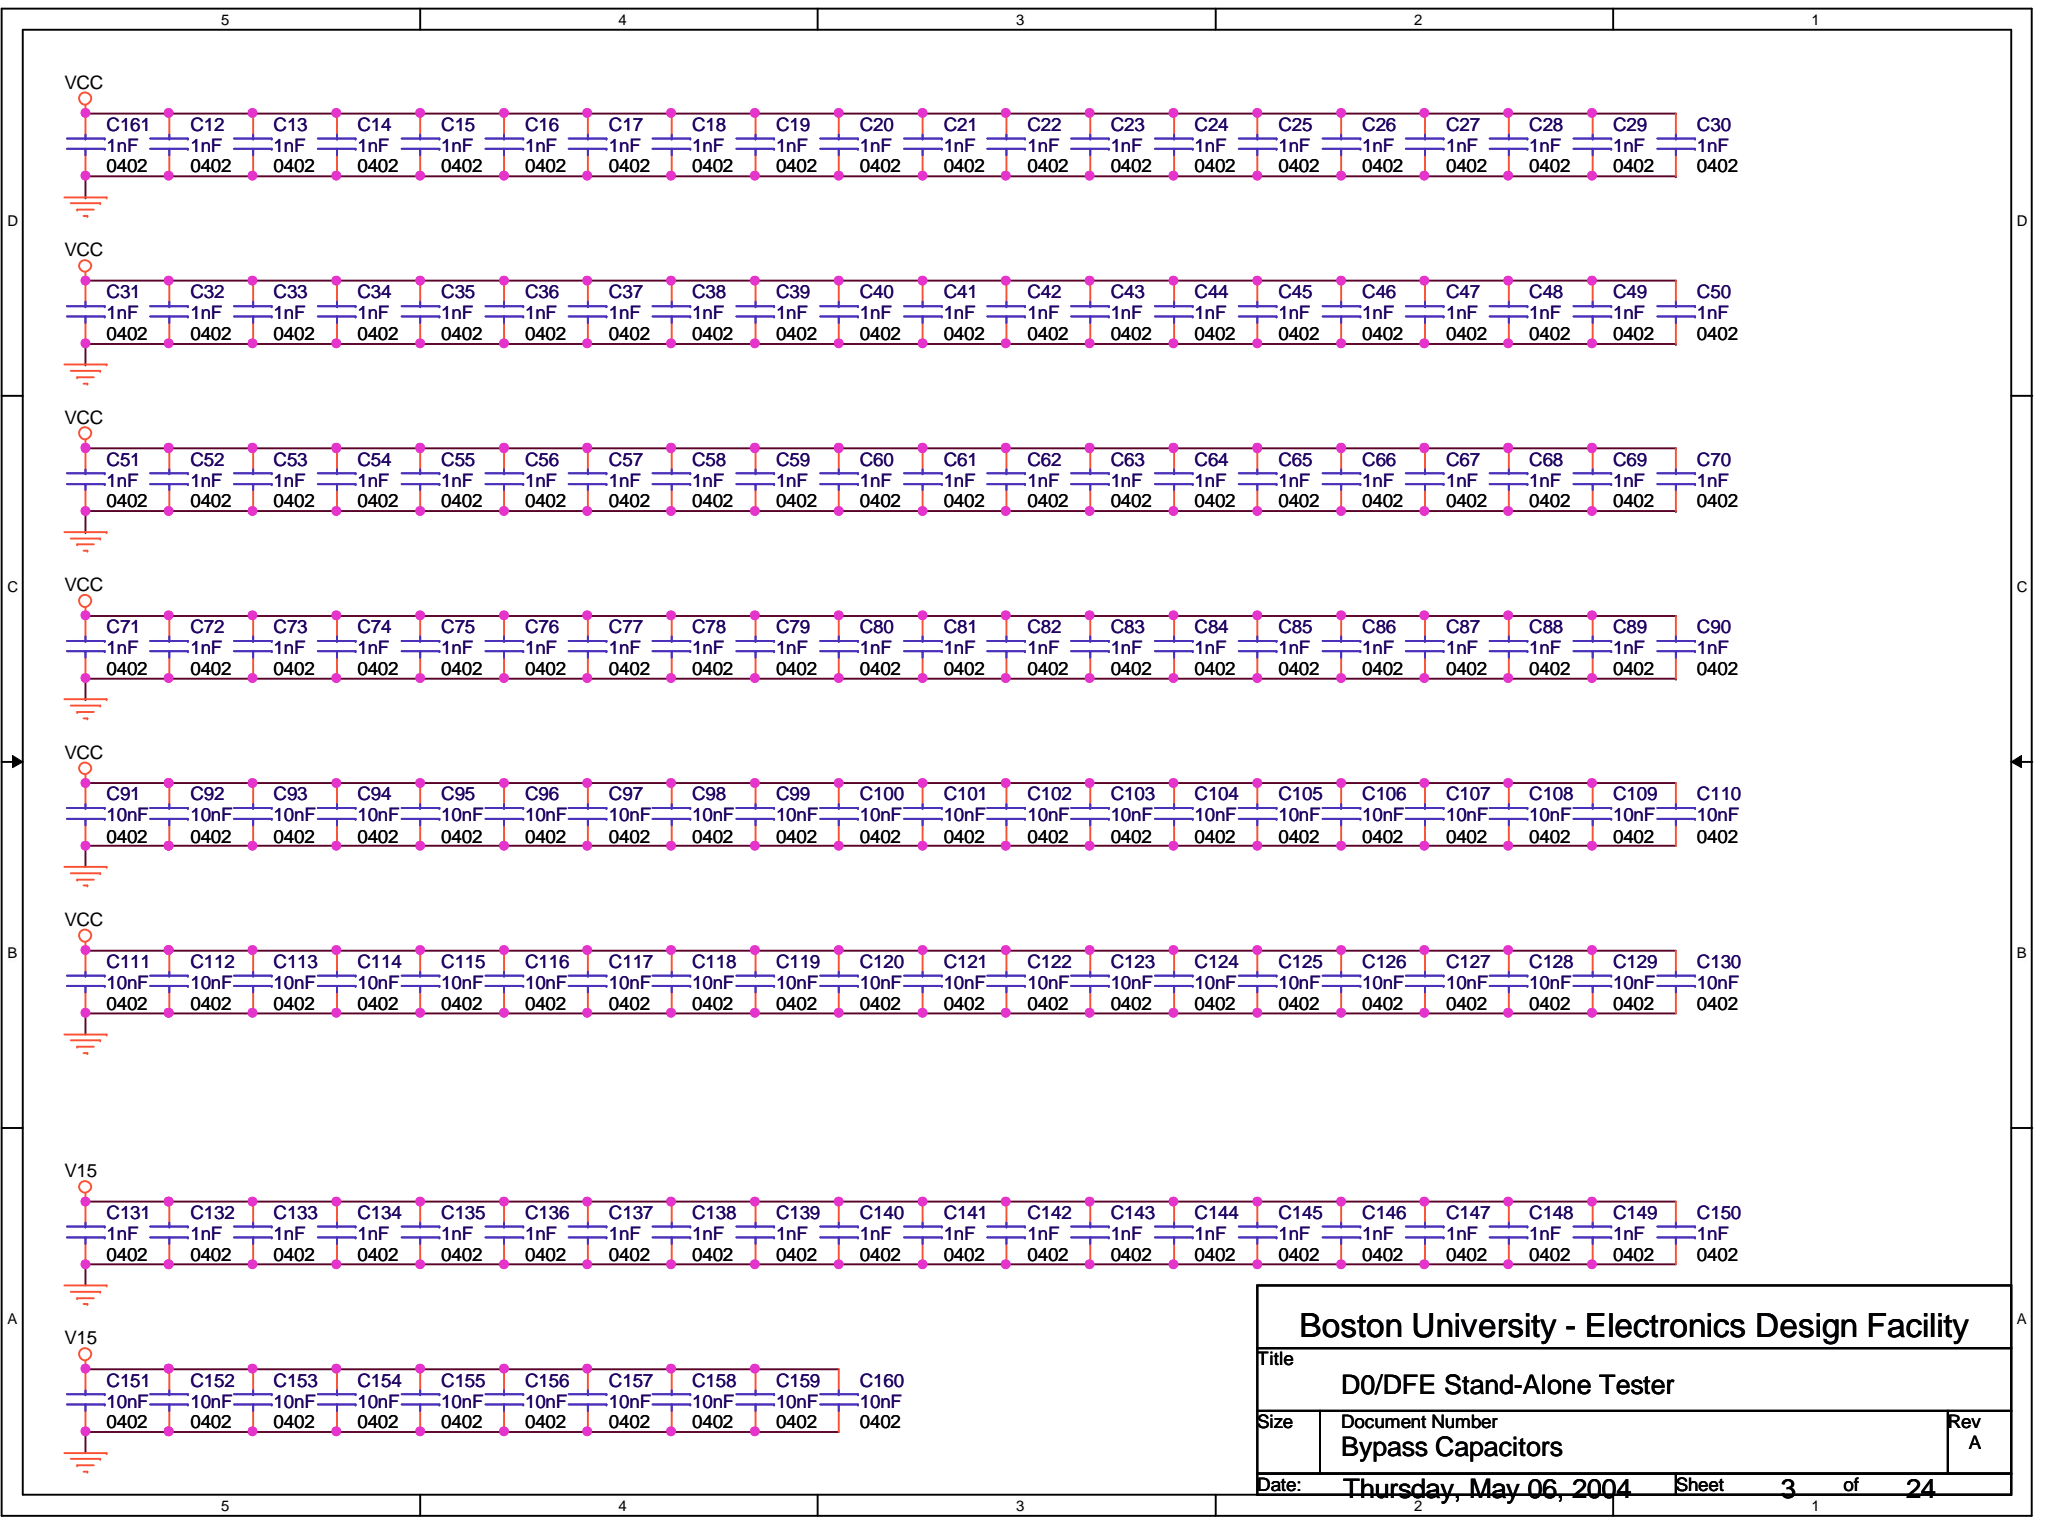 5 4 3 2 1
VCC
C161 C12 C13 C14 C15 C16 C17 C18 C19 C20 C21 C22 C23 C24 C25 C26 C27 C28 C29 C30
1nF 1nF 1nF 1nF 1nF 1nF 1nF 1nF 1nF 1nF 1nF 1nF 1nF 1nF 1nF 1nF 1nF 1nF 1nF 1nF
0402 0402 0402 0402 0402 0402 0402 0402 0402 0402 0402 0402 0402 0402 0402 0402 0402 0402 0402 0402
D D
VCC
C31 C32 C33 C34 C35 C36 C37 C38 C39 C40 C41 C42 C43 C44 C45 C46 C47 C48 C49 C50
1nF 1nF 1nF 1nF 1nF 1nF 1nF 1nF 1nF 1nF 1nF 1nF 1nF 1nF 1nF 1nF 1nF 1nF 1nF 1nF
0402 0402 0402 0402 0402 0402 0402 0402 0402 0402 0402 0402 0402 0402 0402 0402 0402 0402 0402 0402
VCC
C51 C52 C53 C54 C55 C56 C57 C58 C59 C60 C61 C62 C63 C64 C65 C66 C67 C68 C69 C70
1nF 1nF 1nF 1nF 1nF 1nF 1nF 1nF 1nF 1nF 1nF 1nF 1nF 1nF 1nF 1nF 1nF 1nF 1nF 1nF
0402 0402 0402 0402 0402 0402 0402 0402 0402 0402 0402 0402 0402 0402 0402 0402 0402 0402 0402 0402
VCC
C C
C71 C72 C73 C74 C75 C76 C77 C78 C79 C80 C81 C82 C83 C84 C85 C86 C87 C88 C89 C90
1nF 1nF 1nF 1nF 1nF 1nF 1nF 1nF 1nF 1nF 1nF 1nF 1nF 1nF 1nF 1nF 1nF 1nF 1nF 1nF
0402 0402 0402 0402 0402 0402 0402 0402 0402 0402 0402 0402 0402 0402 0402 0402 0402 0402 0402 0402
VCC
C91 C92 C93 C94 C95 C96 C97 C98 C99 C100 C101 C102 C103 C104 C105 C106 C107 C108 C109 C110
10nF 10nF 10nF 10nF 10nF 10nF 10nF 10nF 10nF 10nF 10nF 10nF 10nF 10nF 10nF 10nF 10nF 10nF 10nF 10nF
0402 0402 0402 0402 0402 0402 0402 0402 0402 0402 0402 0402 0402 0402 0402 0402 0402 0402 0402 0402
VCC
B B
C111 C112 C113 C114 C115 C116 C117 C118 C119 C120 C121 C122 C123 C124 C125 C126 C127 C128 C129 C130
10nF 10nF 10nF 10nF 10nF 10nF 10nF 10nF 10nF 10nF 10nF 10nF 10nF 10nF 10nF 10nF 10nF 10nF 10nF 10nF
0402 0402 0402 0402 0402 0402 0402 0402 0402 0402 0402 0402 0402 0402 0402 0402 0402 0402 0402 0402
V15
C131 C132 C133 C134 C135 C136 C137 C138 C139 C140 C141 C142 C143 C144 C145 C146 C147 C148 C149 C150
1nF 1nF 1nF 1nF 1nF 1nF 1nF 1nF 1nF 1nF 1nF 1nF 1nF 1nF 1nF 1nF 1nF 1nF 1nF 1nF
0402 0402 0402 0402 0402 0402 0402 0402 0402 0402 0402 0402 0402 0402 0402 0402 0402 0402 0402 0402
A A
V15
C151 C152 C153 C154 C155 C156 C157 C158 C159 C160
10nF 10nF 10nF 10nF 10nF 10nF 10nF 10nF 10nF 10nF
0402 0402 0402 0402 0402 0402 0402 0402 0402 0402
Boston University - Electronics Design Facility
Title
D0/DFE Stand-Alone Tester
Size Document Number Rev
Bypass Capacitors A
Date: Thursday, May 06, 2004 Sheet 3 of 24
5 4 3 2 1